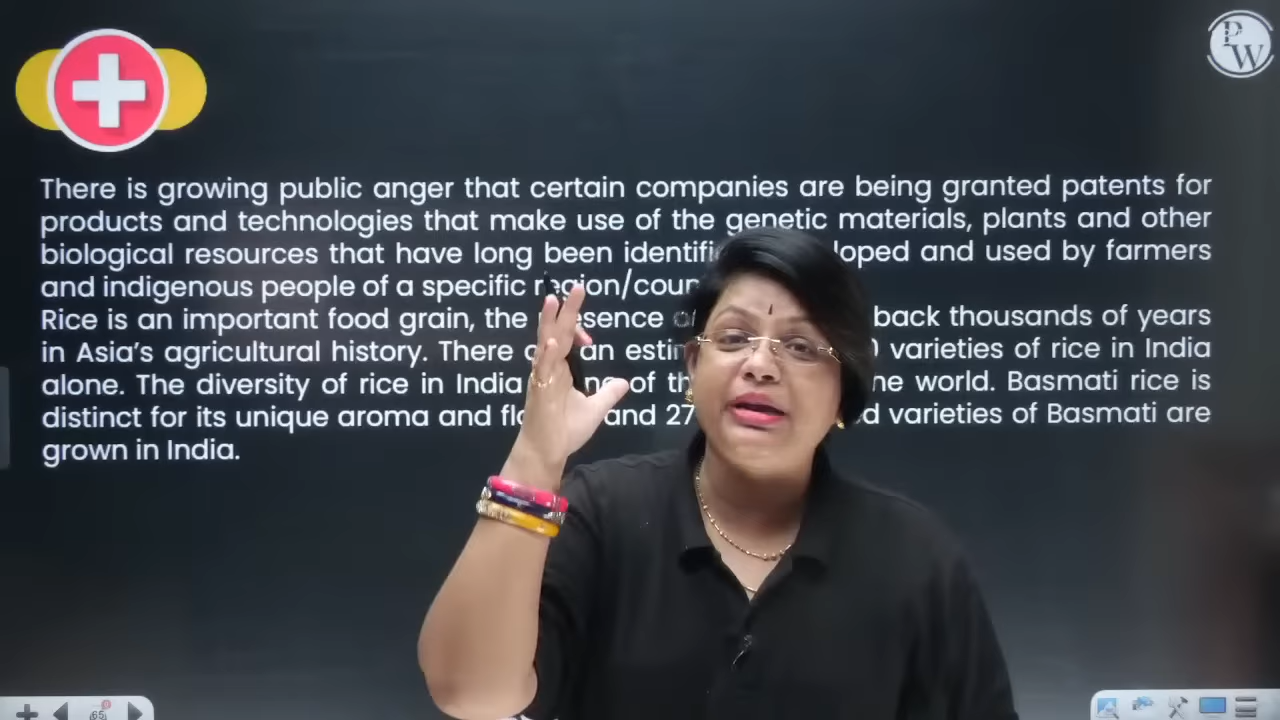 PW
There is growing public anger that certain companies are being granted patents for
products and technologies that make use of the genetic materials, plants and other
biological resources that have long been and used by farmers
and indigenous people of a specific
Rice is an important food grain, the back thousands of years
in Asia's agricultural history. There an varieties of rice in India
alone. The diversity of rice in India of world. Basmati rice is
distinct for its unique aroma and and 27 varieties of Basmati are
grown in India.
65